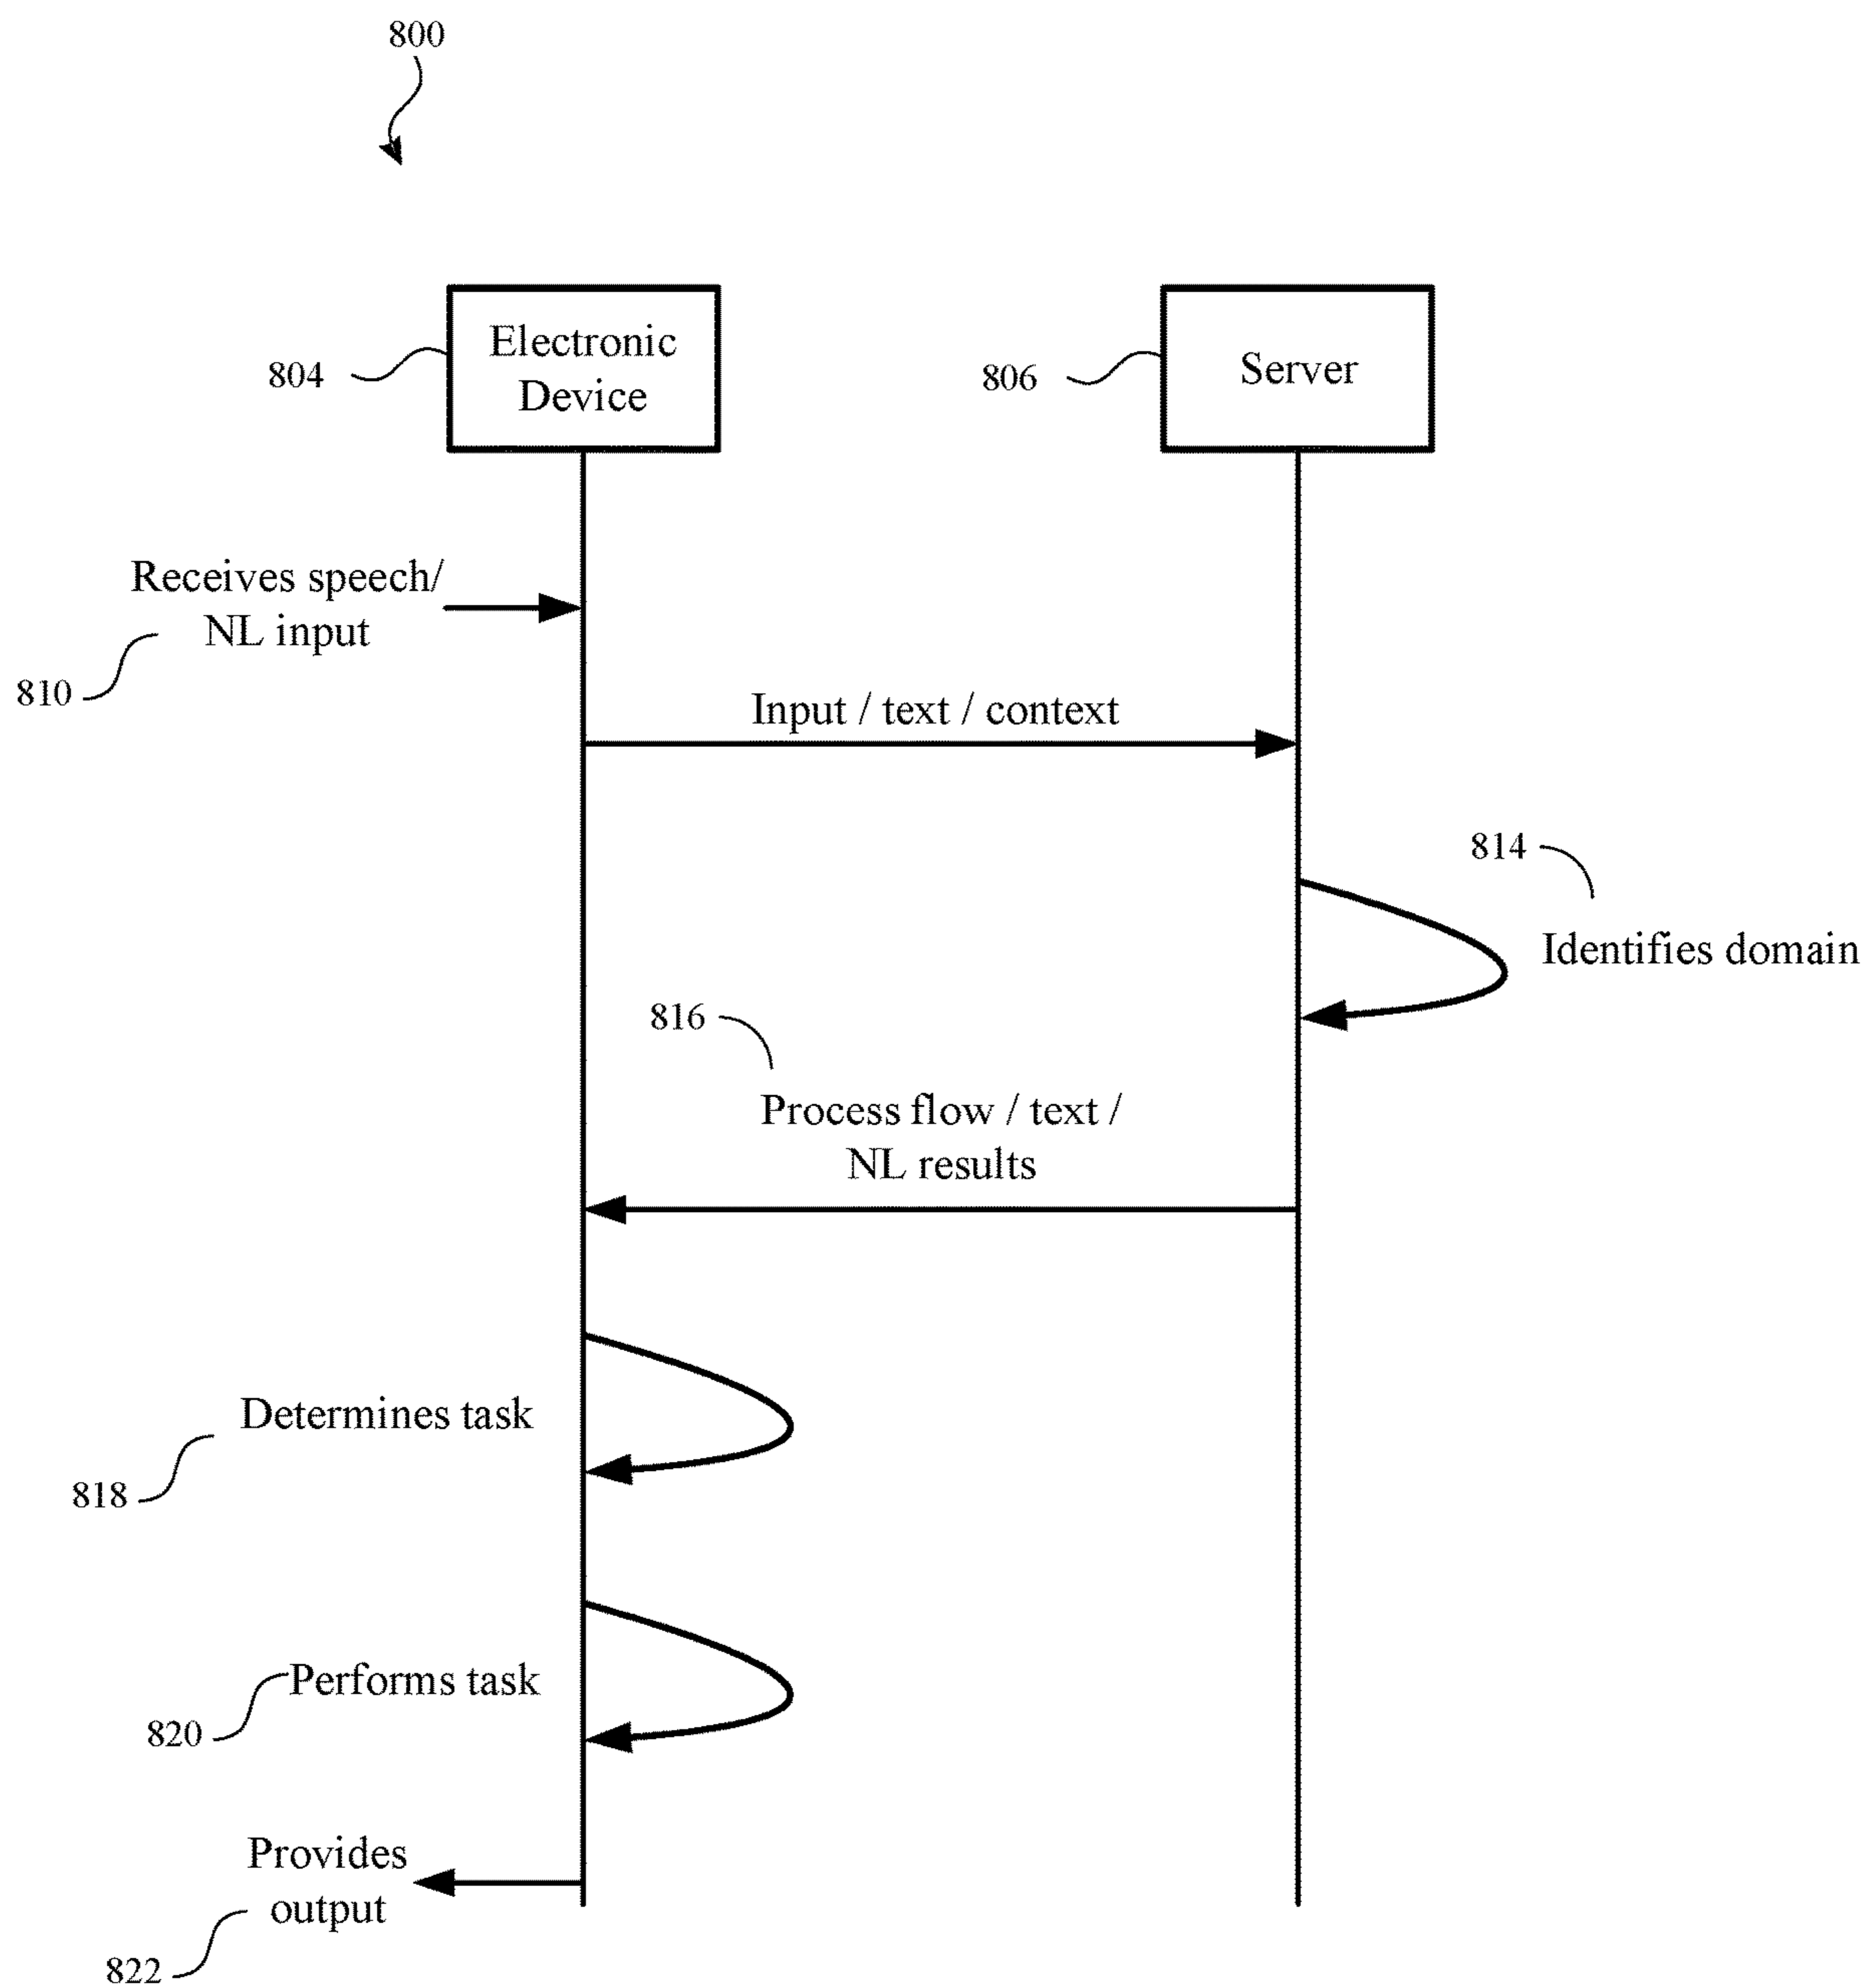 800
Electronic
Device
804
Server
806
Receives speech/
NL input
810
Input / text / context
814
Identifies domain
816
Process flow / text /
NL results
Determines task
818
Performs task
820
Provides
output
822